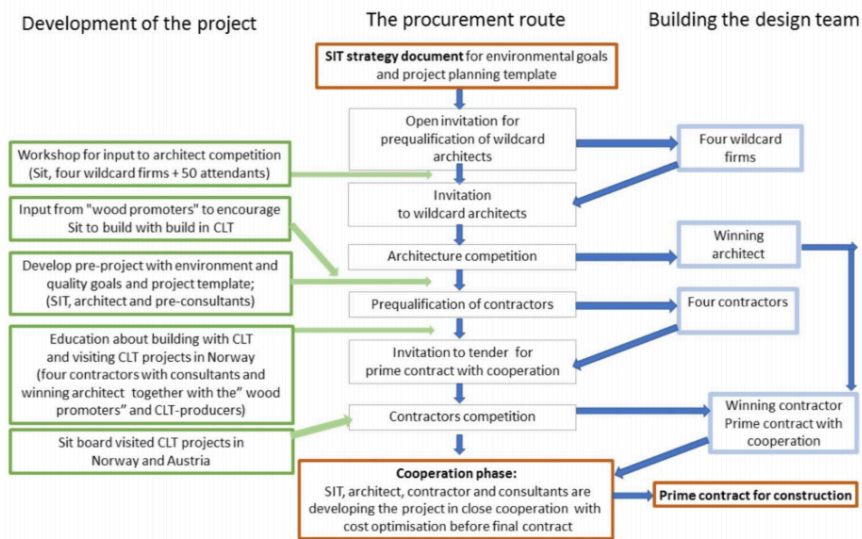 Development of the project
The procurement route
Building the design team
SIT strategy document for environmental goals
and project planning template
Open invitation for
prequalification of wildcard
architects
Four wildcard
firms
Workshop for input to architect competition
(Sit, four wildcard firms + 50 attendants)
Invitation
to wildcard architects
Input from "wood promoters" to encourage
Sit to build with build in CLT
Architecture competition
Winning
architect
Develop pre-project with environment and
quality goals and project template;
(SIT, architect and pre-consultants)
Prequalification of contractors
Four contractors
Education about building with CLT
and visiting CLT projects in Norway
(four contractors with consultants and
winning architect together with the" wood
promoters" and CLT-producers)
Invitation to tender for
prime contract with cooperation
Contractors competition
Winning contractor
Prime contract with
cooperation
Sit board visited CLT projects in
Norway and Austria
Cooperation phase:
SIT, architect, contractor and consultants are
developing the project in close cooperation with
cost optimisation before final contract
Prime contract for construction